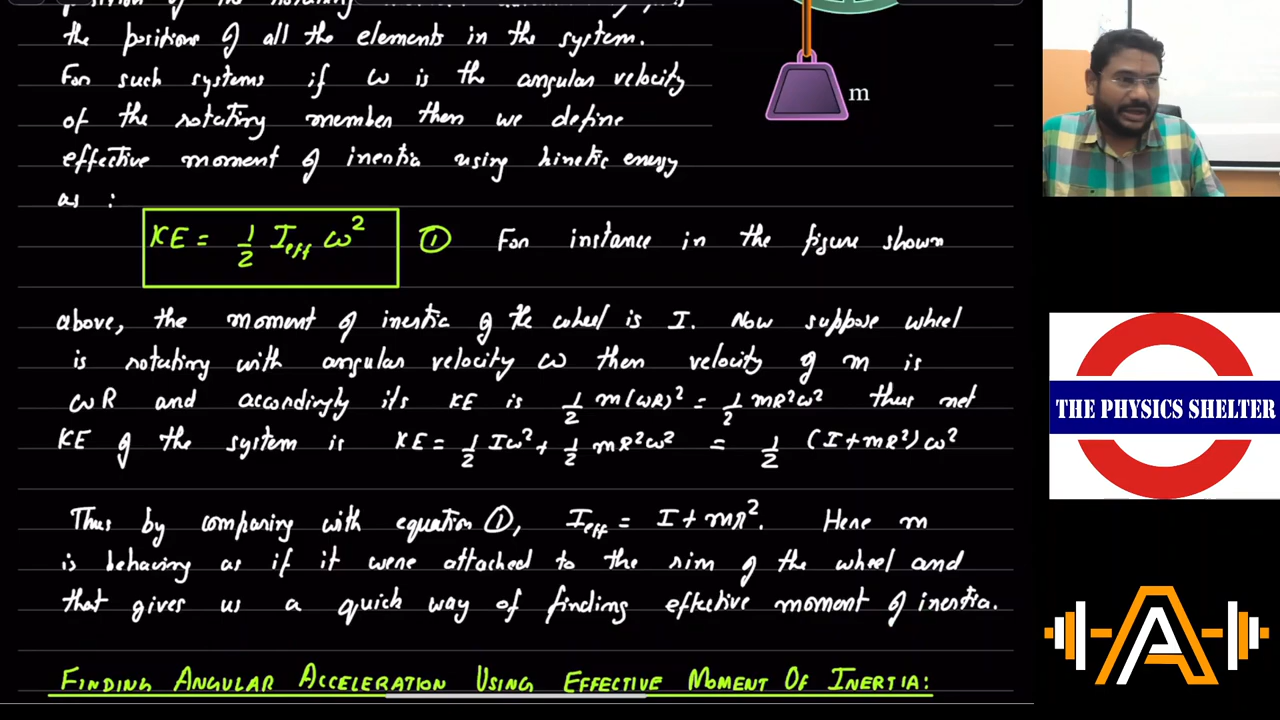 the positions of all the elements in the system.
For such systems if ω is the angular velocity
of the rotating member then we define
effective moment of inertia using kinetic energy
as :
KE = 1/2 I_eff ω² ① For instance in the figure shown
above, the moment of inertia of the wheel is I. Now suppose wheel
is rotating with angular velocity ω then velocity of m is
ωR and accordingly its KE is 1/2 m(ωR)² = 1/2 mR²ω² thus net
KE of the system is KE = 1/2 Iω² + 1/2 mR²ω² = 1/2 (I+mR²)ω²
Thus by comparing with equation ①, I_eff = I + mR². Here m
is behaving as if it were attached to the rim of the wheel and
that gives us a quick way of finding effective moment of inertia.
FINDING ANGULAR ACCELERATION USING EFFECTIVE MOMENT OF INERTIA:
m
THE PHYSICS SHELTER